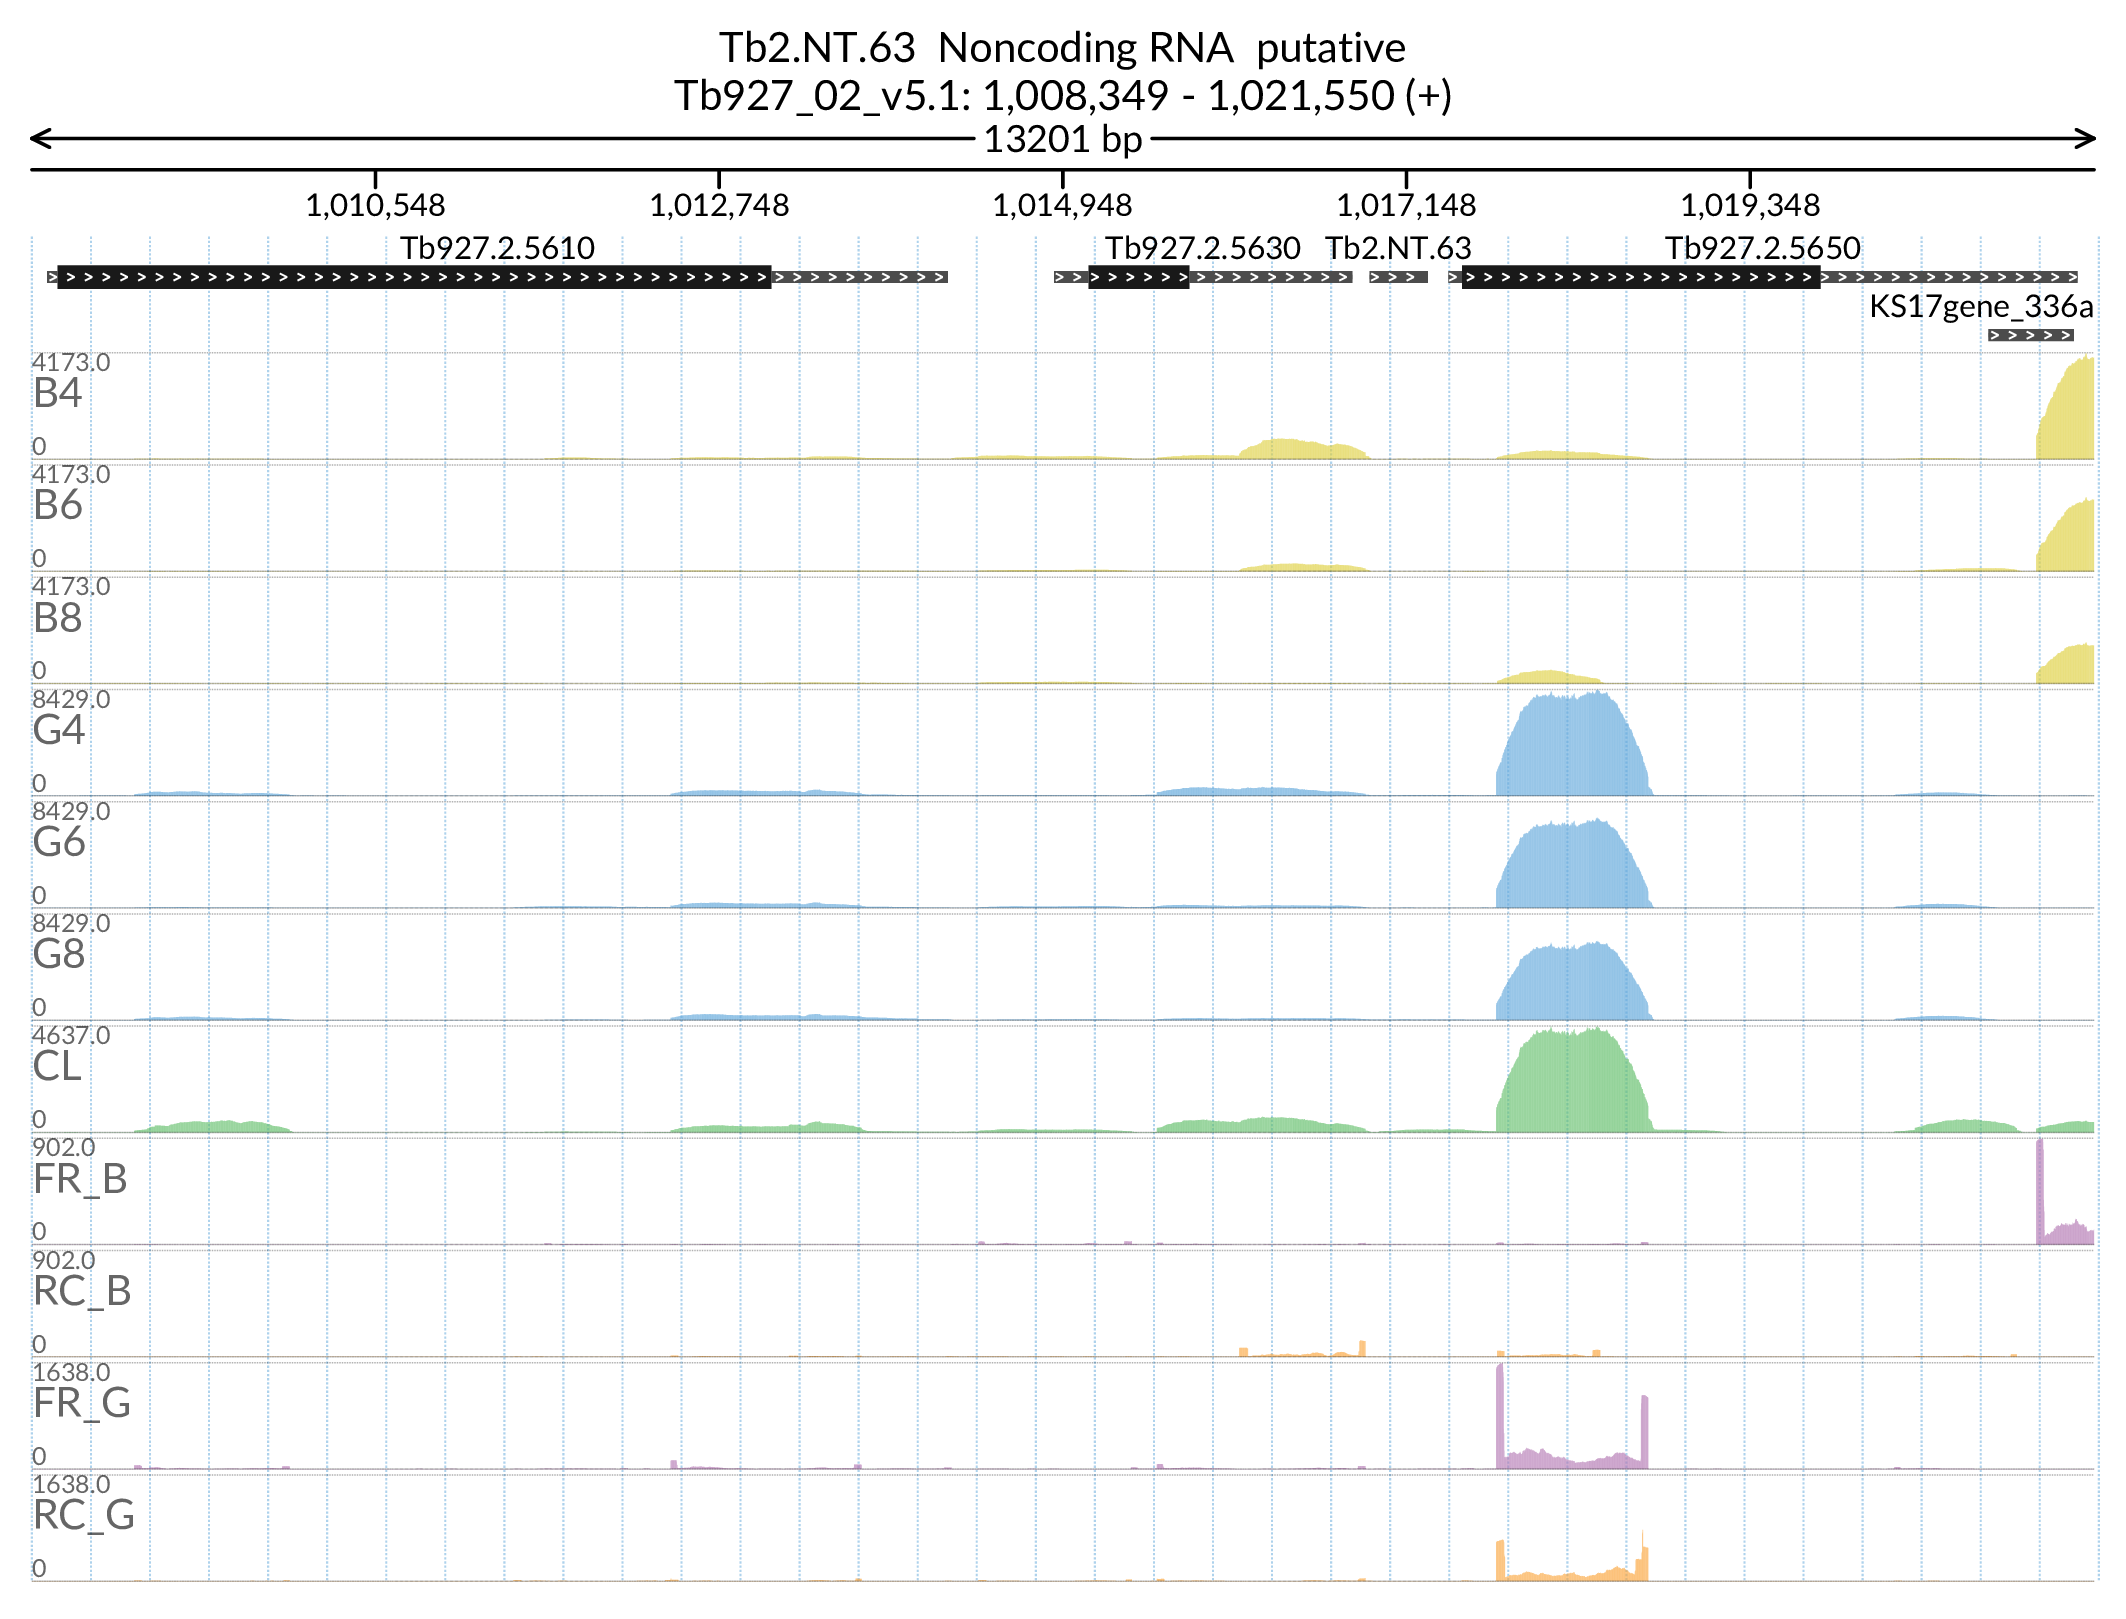 Tb2.NT.63  Noncoding RNA  putative
Tb927_02_v5.1: 1,008,349 - 1,021,550 (+)
13201 bp
1,010,548 1,012,748 1,014,948 1,017,148 1,019,348
Tb927.2.5610 Tb927.2.5630 Tb2.NT.63 Tb927.2.5650
KS17gene_336a
4173.0
B4
0
4173.0
B6
0
4173.0
B8
0
8429.0
G4
0
8429.0
G6
0
8429.0
G8
0
4637.0
CL
0
902.0
FR_B
0
902.0
RC_B
0
1638.0
FR_G
0
1638.0
RC_G
0